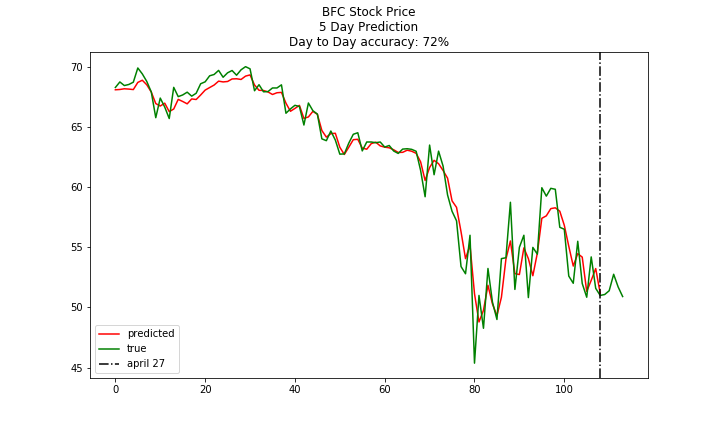 BFC Stock Price
5 Day Prediction
Day to Day accuracy: 72%
70
65
60
55
50
45
predicted
true
april 27
0
20
40
60
80
100